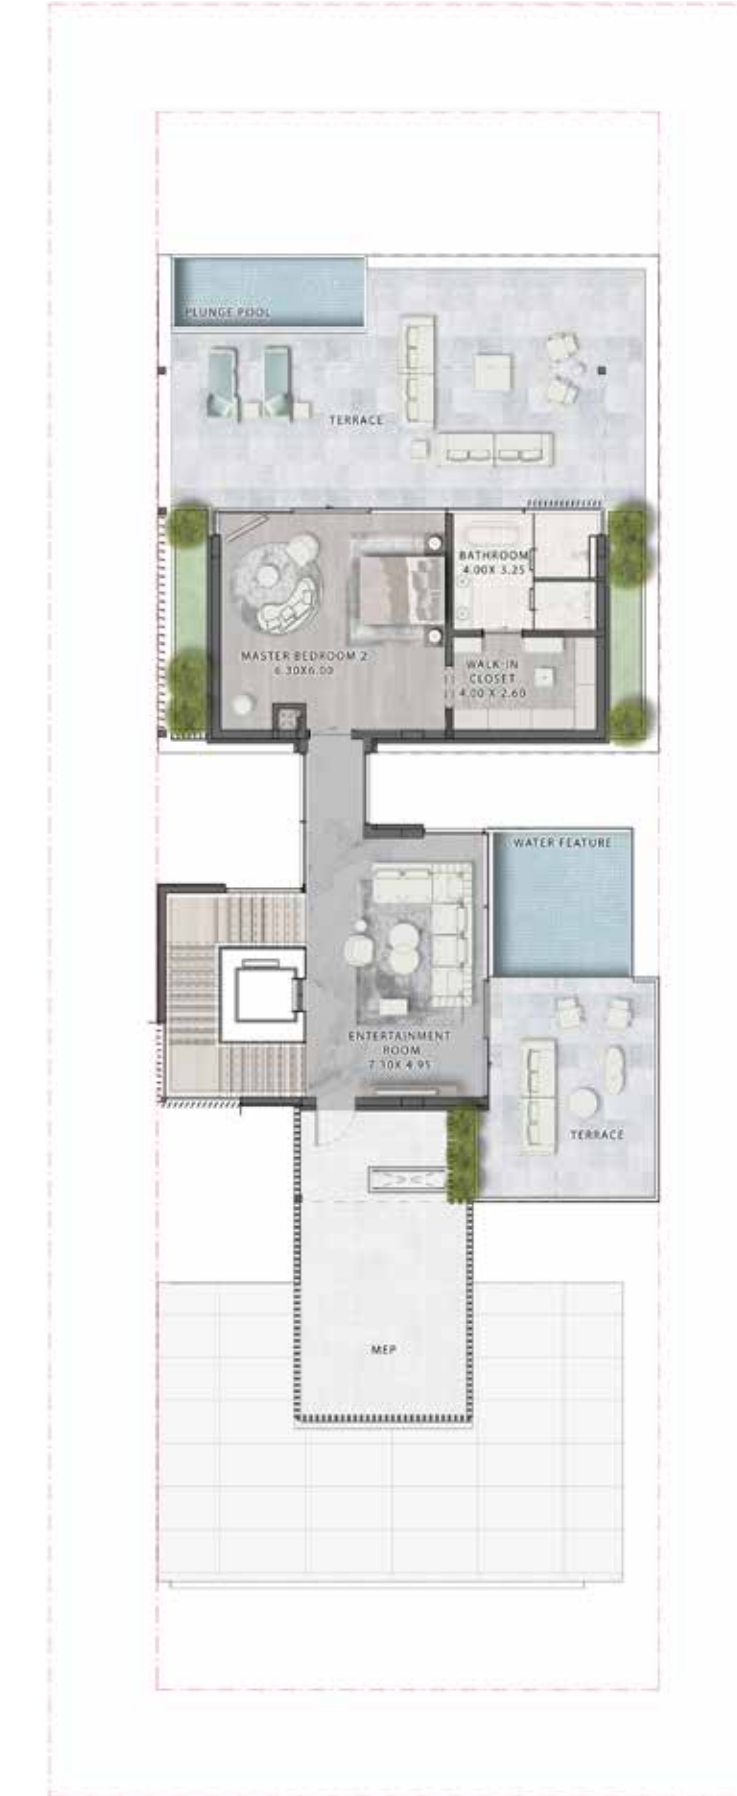 PLUNGE POOL
TERRACE
BATHROOM
4.00X 3.25
MASTER BEDROOM 2
6.30X6.00
WALK-IN
CLOSET
4.00 X 2.60
WATER FEATURE
ENTERTAINMENT
ROOM
7.30X 4.95
TERRACE
MEP